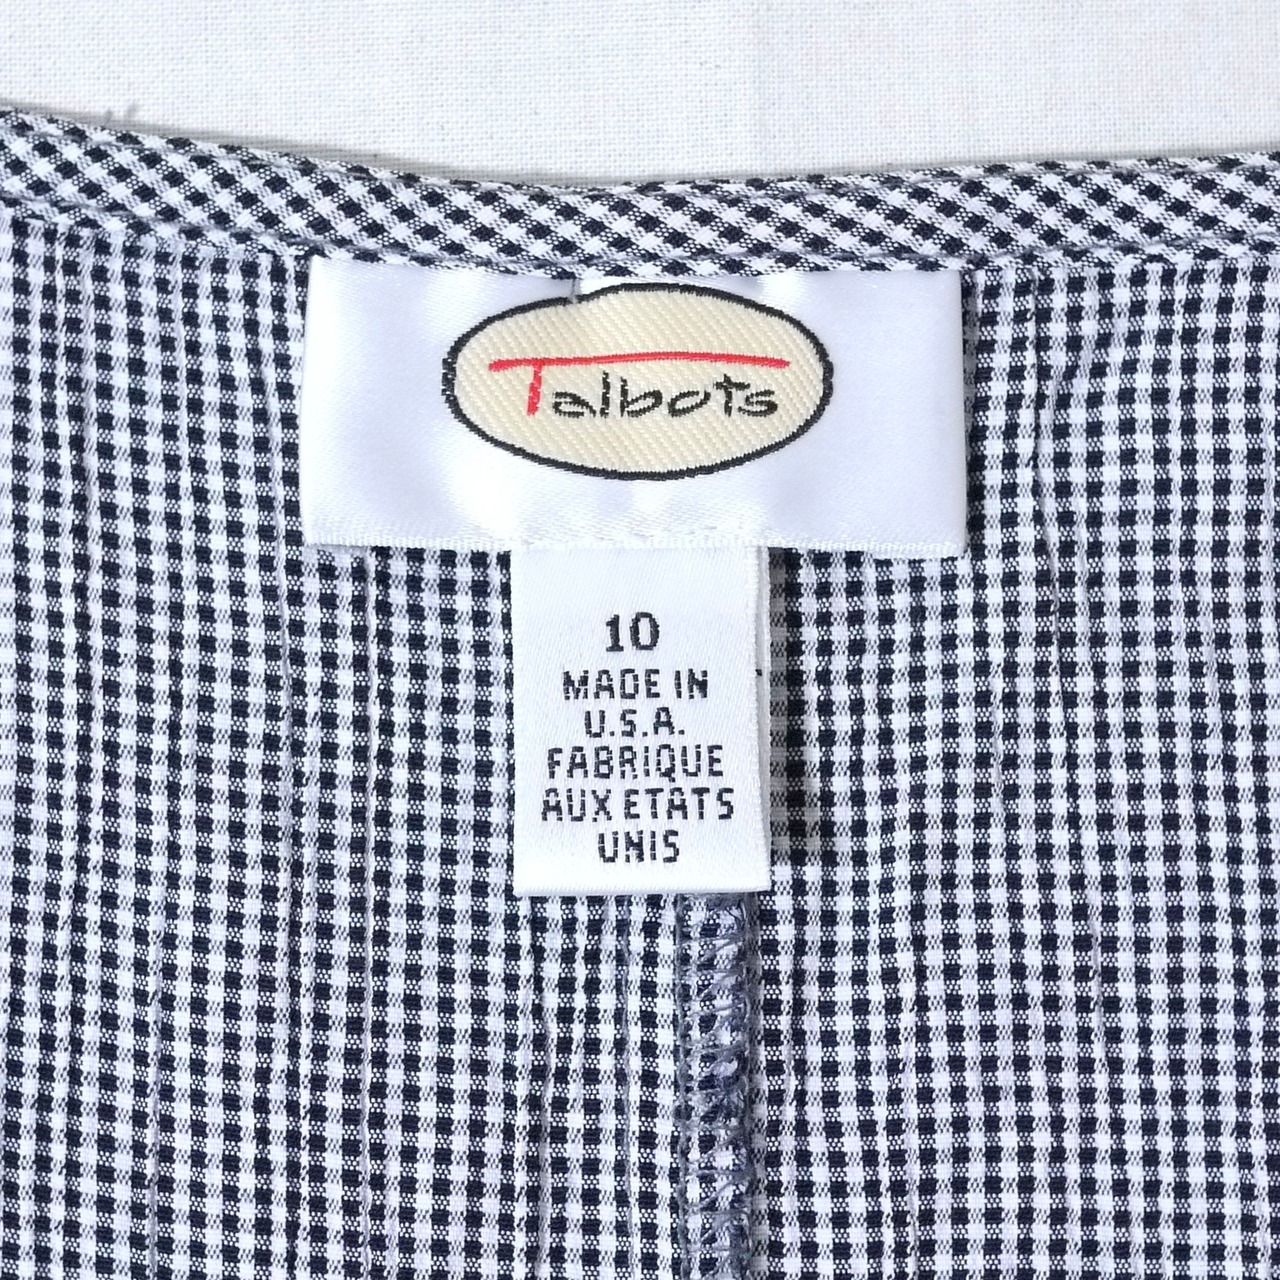 Talbots
10
MADE IN
U.S.A.
FABRIQUE
AUX ETATS
UNIS